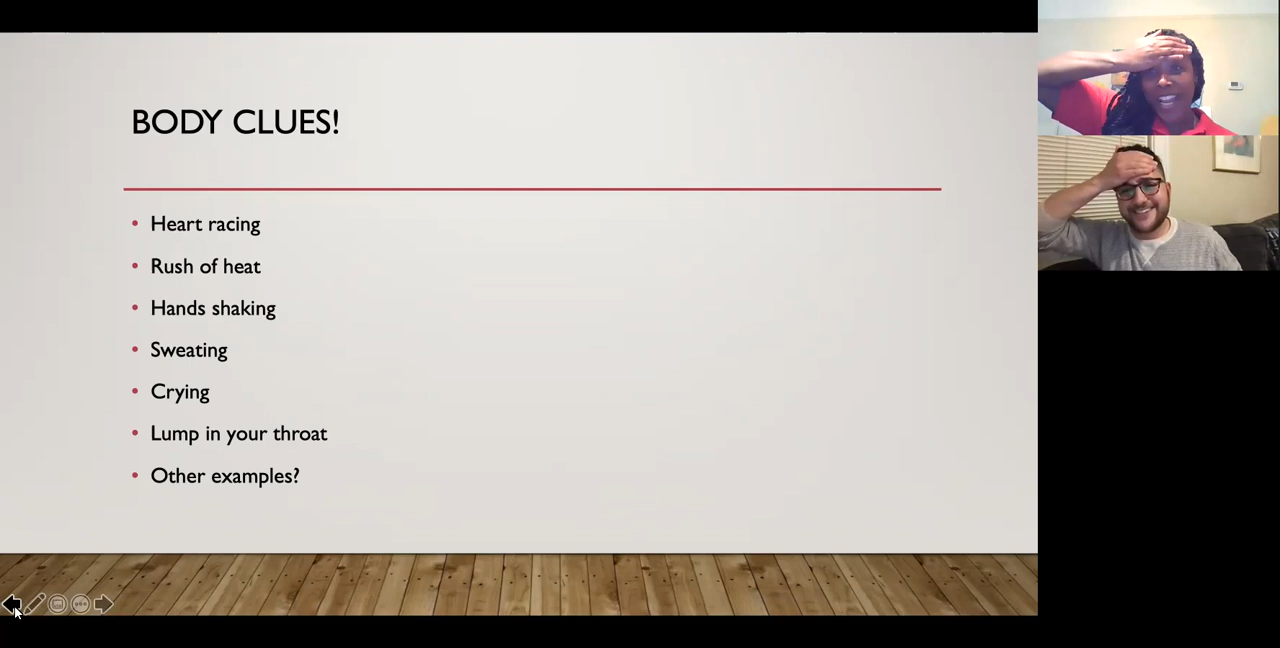 BODY CLUES!
Heart racing
Rush of heat
Hands shaking
Sweating
Crying
Lump in your throat
Other examples?